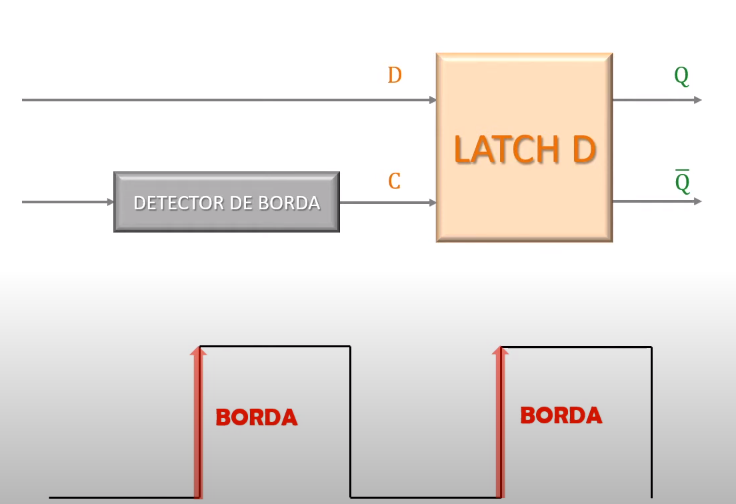 D
Q
LATCH D
DETECTOR DE BORDA
C
Q̅
BORDA
BORDA